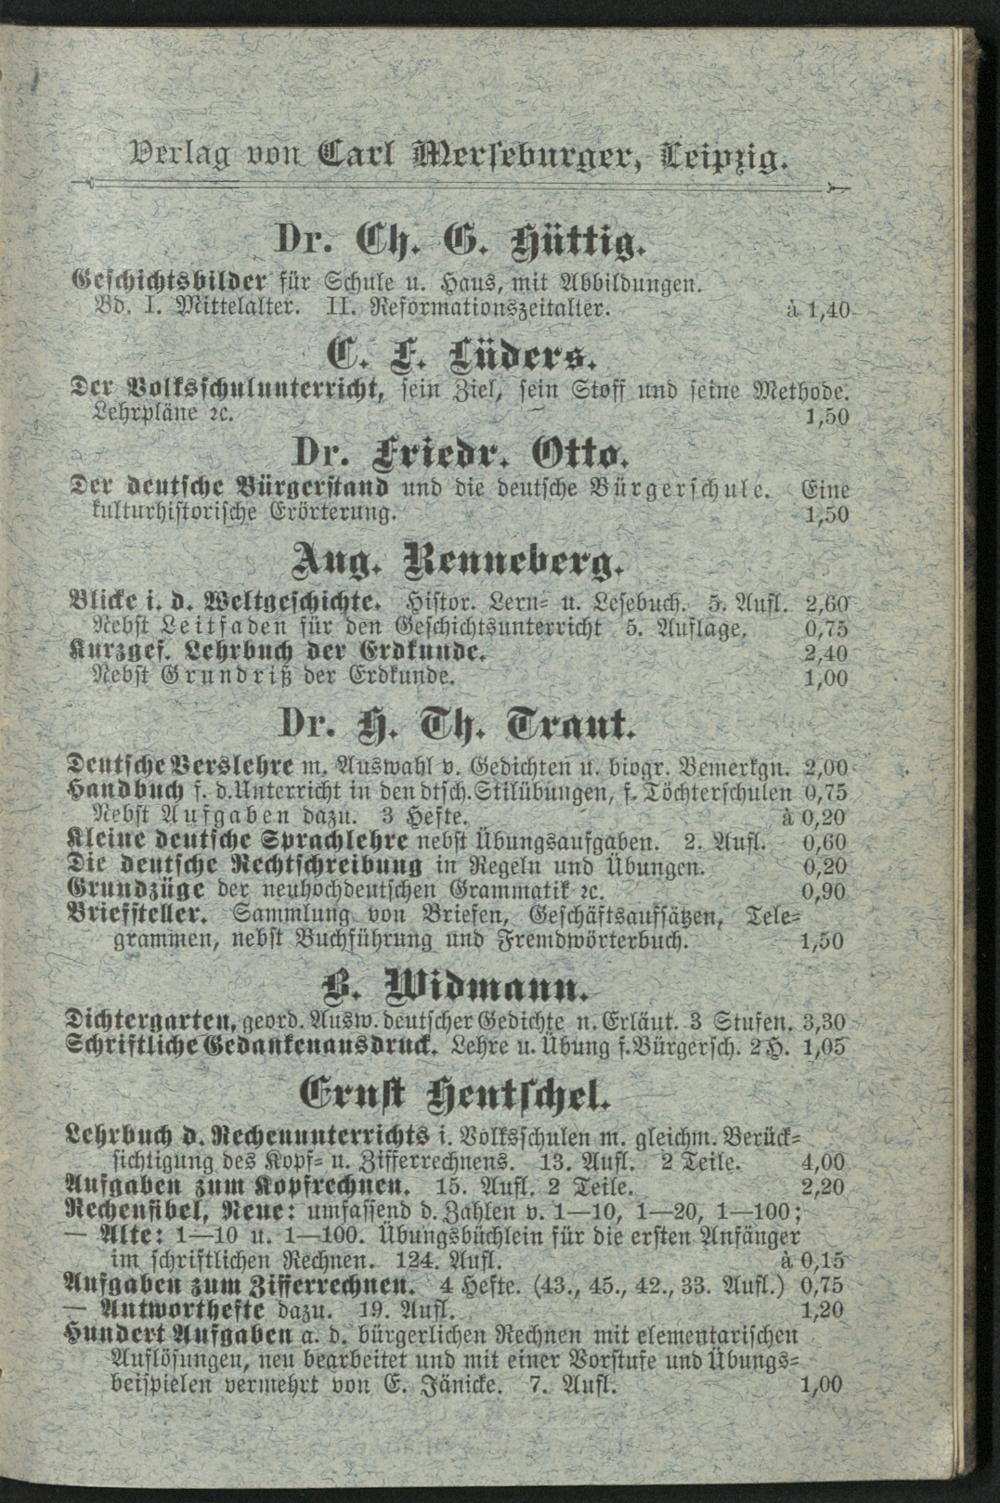 Verlag von Carl Merseburger, Leipzig.
Dr. Ch. G. Hüttig.
Geschichtsbilder für Schule u. Haus, mit Abbildungen.
Bd. I. Mittelalter. II. Reformationszeitalter. à 1,40
C. F. Lüders.
Der Volksschulunterricht, sein Ziel, sein Stoff und seine Methode.
Lehrpläne ꝛc. 1,50
Dr. Friedr. Otto.
Der deutsche Bürgerstand und die deutsche Bürgerschule. Eine
kulturhistorische Erörterung. 1,50
Aug. Renneberg.
Blicke i. d. Weltgeschichte. Histor. Lern= u. Lesebuch. 5. Aufl. 2,60
Nebst Leitfaden für den Geschichtsunterricht 5. Auflage. 0,75
Kurzgef. Lehrbuch der Erdkunde. 2,40
Nebst Grundriß der Erdkunde. 1,00
Dr. H. Th. Traut.
Deutsche Verslehre m. Auswahl v. Gedichten u. biogr. Bemerkgn. 2,00
Handbuch f. d. Unterricht in den dtsch. Stilübungen, f. Töchterschulen 0,75
Nebst Aufgaben dazu. 3 Hefte. à 0,20
Kleine deutsche Sprachlehre nebst Übungsaufgaben. 2. Aufl. 0,60
Die deutsche Rechtschreibung in Regeln und Übungen. 0,20
Grundzüge der neuhochdeutschen Grammatik ꝛc. 0,90
Briefsteller. Sammlung von Briefen, Geschäftsaufsätzen, Tele=
grammen, nebst Buchführung und Fremdwörterbuch. 1,50
B. Widmann.
Dichtergarten, geord. Ausw. deutscher Gedichte n. Erläut. 3 Stufen. 3,30
Schriftliche Gedankenausdruck. Lehre u. Übung f. Bürgersch. 2 H. 1,05
Ernst Hentschel.
Lehrbuch d. Rechenunterrichts i. Volksschulen m. gleichm. Berück=
sichtigung des Kopf= u. Zifferrechnens. 13. Aufl. 2 Teile. 4,00
Aufgaben zum Kopfrechnen. 15. Aufl. 2 Teile. 2,20
Rechenfibel, Neue: umfassend d. Zahlen v. 1—10, 1—20, 1—100;
— Alte: 1—10 u. 1—100. Übungsbüchlein für die ersten Anfänger
im schriftlichen Rechnen. 124. Aufl. à 0,15
Aufgaben zum Zifferrechnen. 4 Hefte. (43., 45., 42., 33. Aufl.) 0,75
— Antworthefte dazu. 19. Aufl. 1,20
Hundert Aufgaben a. d. bürgerlichen Rechnen mit elementarischen
Auflösungen, neu bearbeitet und mit einer Vorstufe und Übungs=
beispielen vermehrt von E. Jänicke. 7. Aufl. 1,00